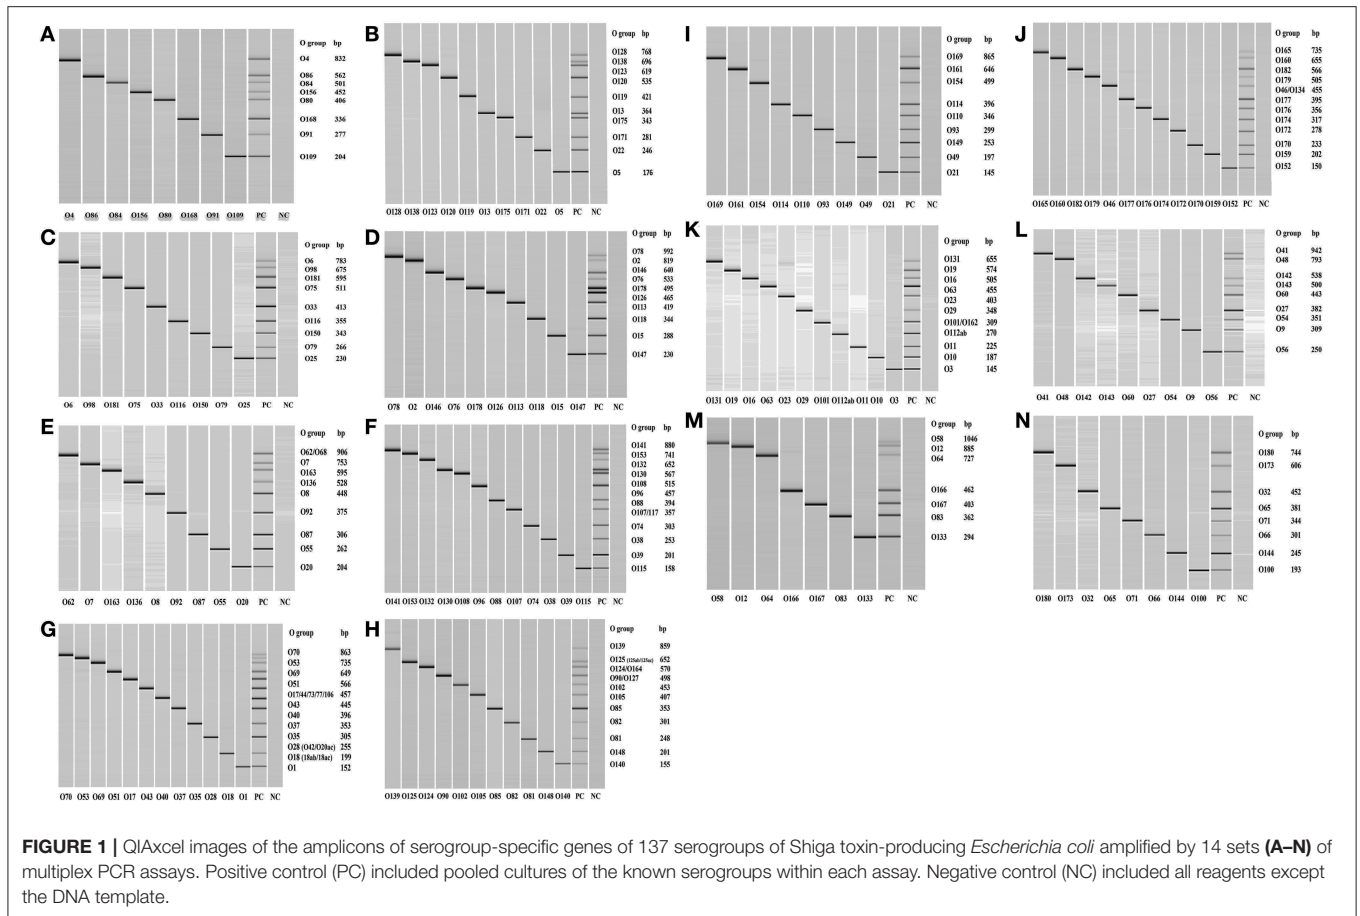 A
O group bp
O4 832
O86 562
O84 501
O156 452
O80 406
O168 336
O91 277
O109 204
O4 O86 O84 O156 O80 O168 O91 O109 PC NC
B
O group bp
O128 768
O138 696
O123 619
O120 535
O119 421
O13 364
O175 343
O171 281
O22 246
O5 176
O128 O138 O123 O120 O119 O13 O175 O171 O22 O5 PC NC
I
O group bp
O169 865
O161 646
O154 499
O114 396
O110 346
O93 299
O149 253
O49 197
O21 145
O169 O161 O154 O114 O110 O93 O149 O49 O21 PC NC
J
O group bp
O165 735
O160 655
O182 566
O179 505
O46/O134 455
O177 395
O176 356
O174 317
O172 278
O170 233
O159 202
O152 150
O165 O160 O182 O179 O46 O177 O176 O174 O172 O170 O159 O152 PC NC
C
O group bp
O6 783
O98 675
O181 595
O75 511
O33 413
O116 355
O150 343
O79 266
O25 230
O6 O98 O181 O75 O33 O116 O150 O79 O25 PC NC
D
O group bp
O78 992
O2 819
O146 640
O76 533
O178 495
O126 465
O113 419
O118 344
O15 288
O147 230
O78 O2 O146 O76 O178 O126 O113 O118 O15 O147 PC NC
K
O group bp
O131 655
O19 574
O16 505
O63 455
O23 403
O29 348
O101/O162 309
O112ab 270
O11 225
O10 187
O3 145
O131 O19 O16 O63 O23 O29 O101 O112ab O11 O10 O3 PC NC
L
O group bp
O41 942
O48 793
O142 538
O143 500
O60 443
O27 382
O54 351
O9 309
O56 250
O41 O48 O142 O143 O60 O27 O54 O9 O56 PC NC
E
O group bp
O62/O68 906
O7 753
O163 595
O136 528
O8 448
O92 375
O87 306
O55 262
O20 204
O62 O7 O163 O136 O8 O92 O87 O55 O20 PC NC
F
O group bp
O141 880
O153 741
O132 652
O130 567
O108 515
O96 457
O88 394
O107/117 357
O74 303
O38 253
O39 201
O115 158
O141 O153 O132 O130 O108 O96 O88 O107 O74 O38 O39 O115 PC NC
M
O group bp
O58 1046
O12 885
O64 727
O166 462
O167 403
O83 362
O133 294
O58 O12 O64 O166 O167 O83 O133 PC NC
N
O group bp
O180 744
O173 606
O32 452
O65 381
O71 344
O66 301
O144 245
O100 193
O180 O173 O32 O65 O71 O66 O144 O100 PC NC
G
O group bp
O70 863
O53 735
O69 649
O51 566
O17/44/73/77/106 457
O43 445
O40 396
O37 353
O35 305
O28 (O42/O20ac) 255
O18 (18ab/18ac) 199
O1 152
O70 O53 O69 O51 O17 O43 O40 O37 O35 O28 O18 O1 PC NC
H
O group bp
O139 859
O125 (125ab/125ac) 652
O124/O164 570
O90/O127 498
O102 453
O105 407
O85 353
O82 301
O81 248
O148 201
O140 155
O139 O125 O124 O90 O102 O105 O85 O82 O81 O148 O140 PC NC
FIGURE 1 | QIAxcel images of the amplicons of serogroup-specific genes of 137 serogroups of Shiga toxin-producing Escherichia coli amplified by 14 sets (A–N) of
multiplex PCR assays. Positive control (PC) included pooled cultures of the known serogroups within each assay. Negative control (NC) included all reagents except
the DNA template.